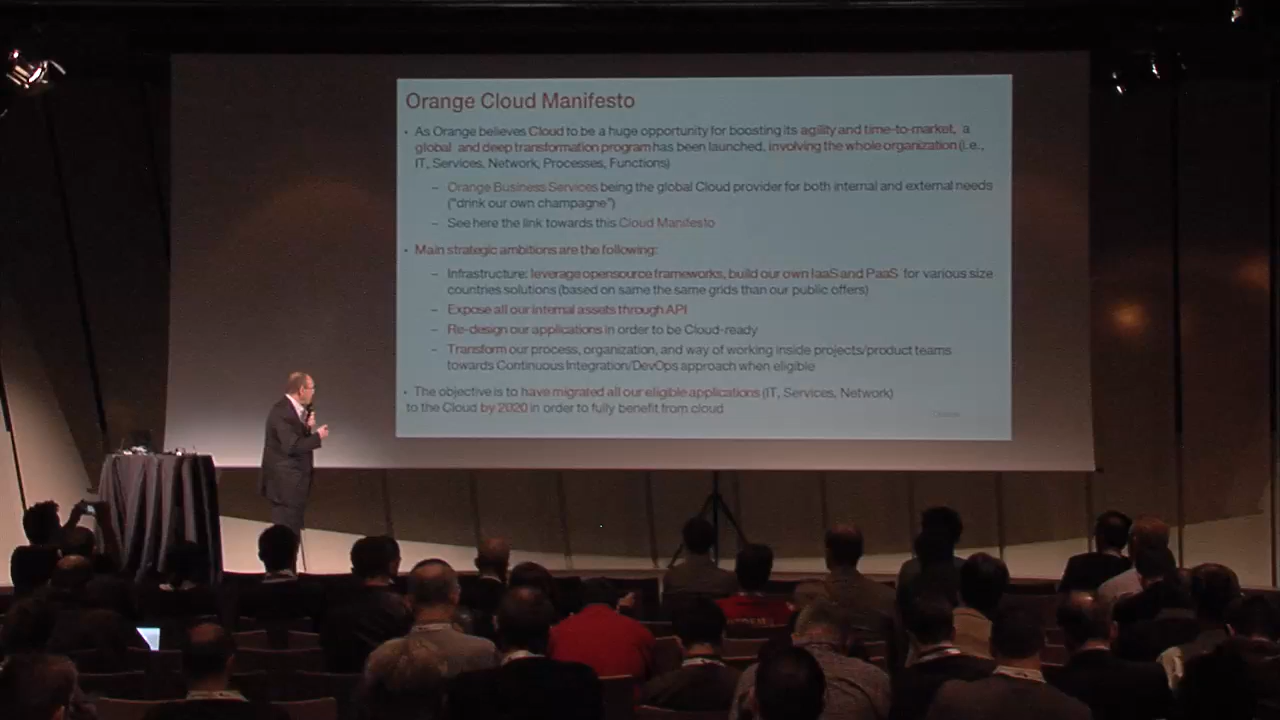 Orange Cloud Manifesto
• As Orange believes Cloud to be a huge opportunity for boosting its agility and time-to-market, a
global and deep transformation program has been launched, involving the whole organization (i.e.,
IT, Services, Network, Processes, Functions)
– Orange Business Services being the global Cloud provider for both internal and external needs
("drink our own champagne")
– See here the link towards this Cloud Manifesto
• Main strategic ambitions are the following:
– Infrastructure: leverage opensource frameworks, build our own IaaS and PaaS for various size
countries solutions (based on same the same grids than our public offers)
– Expose all our internal assets through API
– Re-design our applications in order to be Cloud-ready
– Transform our process, organization, and way of working inside projects/product teams
towards Continuous Integration/DevOps approach when eligible
• The objective is to have migrated all our eligible applications (IT, Services, Network)
to the Cloud by 2020 in order to fully benefit from cloud